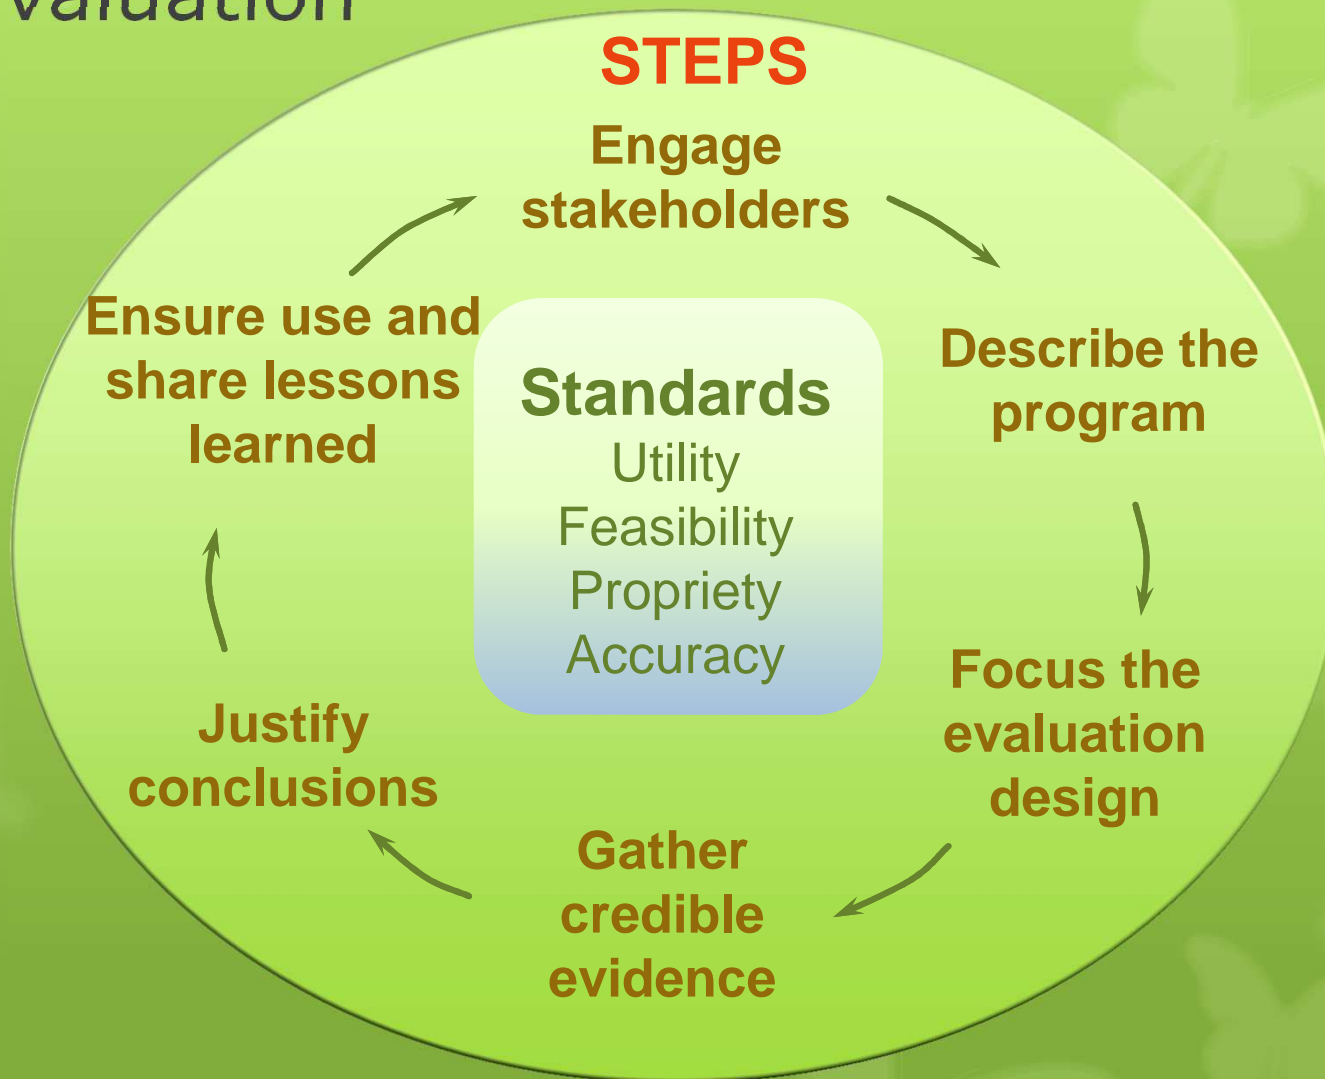 valuation
STEPS
Engage
stakeholders
Describe the
program
Focus the
evaluation
design
Gather
credible
evidence
Justify
conclusions
Ensure use and
share lessons
learned
Standards
Utility
Feasibility
Propriety
Accuracy